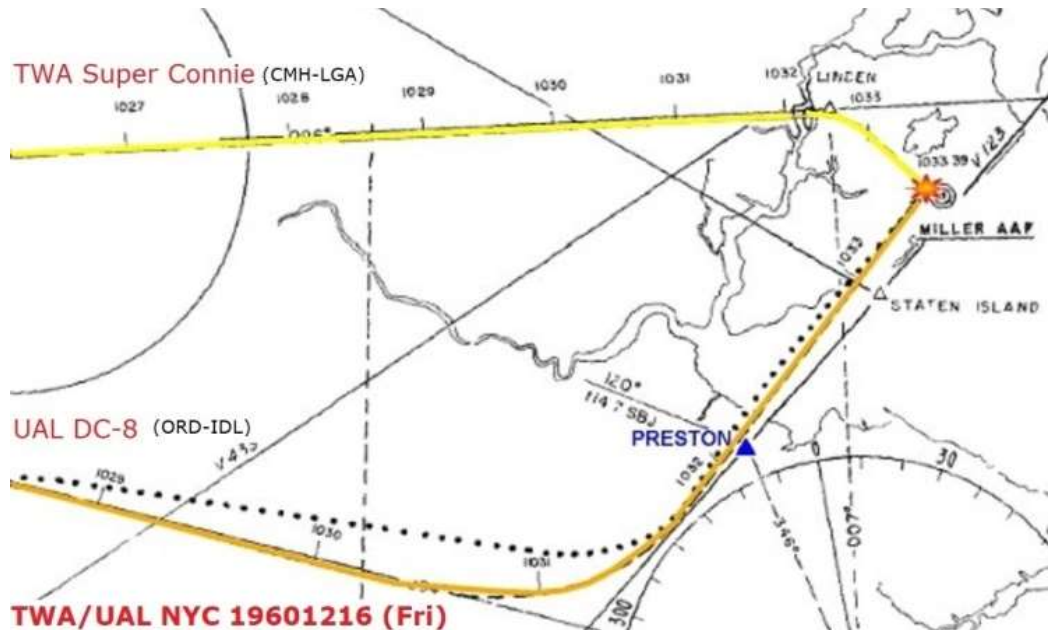 TWA Super Connie (CMH-LGA)
1027
1028
1029
1030
1031
1032
LINDEN
1033
1033 39
V 123
MILLER AAF
1033
STATEN ISLAND
120°
114.7 SBJ
PRESTON
UAL DC-8 (ORD-IDL)
V 432
1029
1030
1031
1032
0
30
346°
007°
300
TWA/UAL NYC 19601216 (Fri)